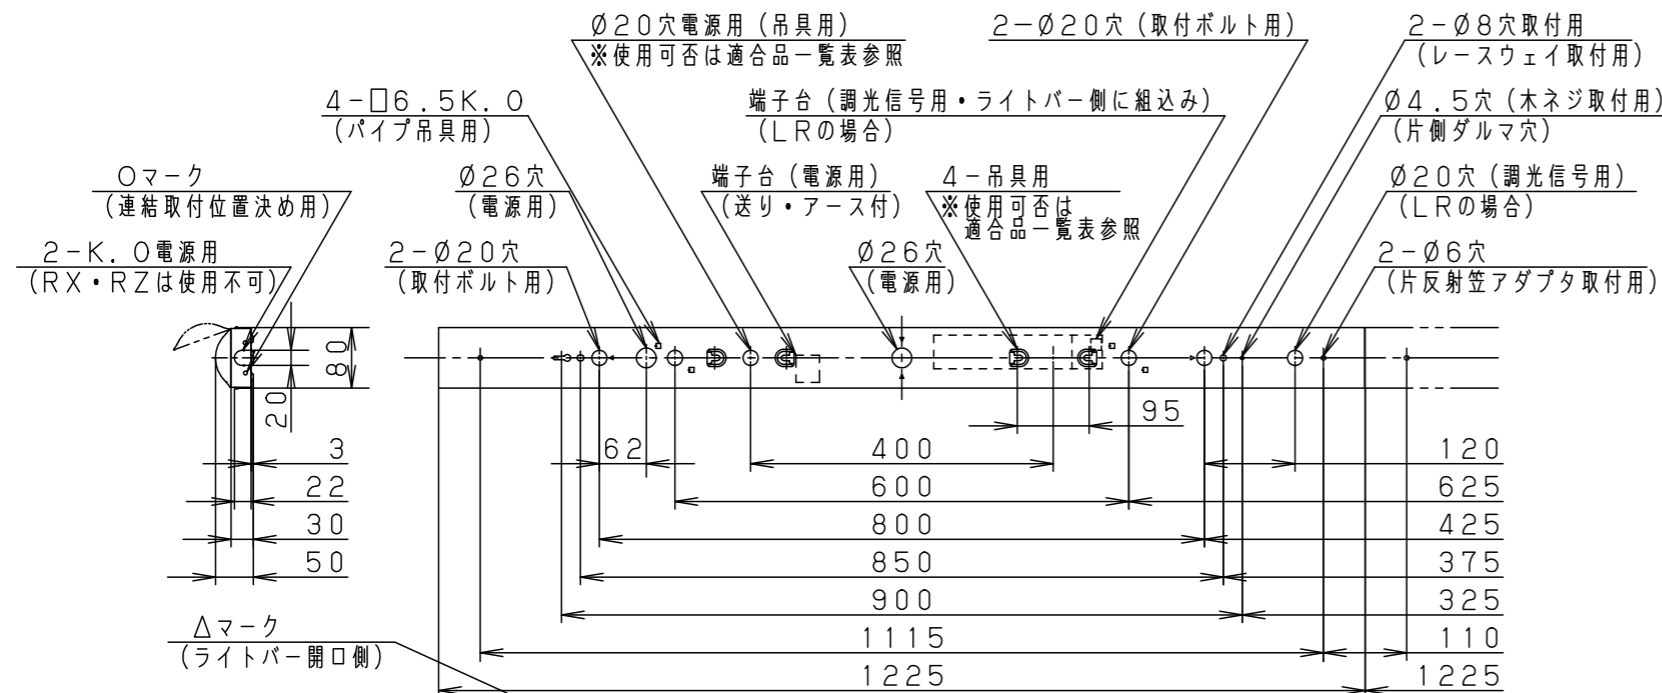 Ø20穴電源用（吊具用）
※使用可否は適合品一覧表参照
2－Ø20穴（取付ボルト用）
2－Ø8穴取付用
（レースウェイ取付用）
4－□6.5K.O
（パイプ吊具用）
端子台（調光信号用・ライトバー側に組込み）
（LRの場合）
Ø4.5穴（木ネジ取付用）
（片側ダルマ穴）
Oマーク
（連結取付位置決め用）
Ø26穴
（電源用）
端子台（電源用）
（送り・アース付）
4－吊具用
※使用可否は
適合品一覧表参照
Ø20穴（調光信号用）
（LRの場合）
2－K.O電源用
（RX・RZは使用不可）
2－Ø20穴
（取付ボルト用）
Ø26穴
（電源用）
2－Ø6穴
（片反射笠アダプタ取付用）
80
20
95
3
62
400
120
22
600
625
30
800
425
50
850
375
900
325
△マーク
（ライトバー開口側）
1115
110
1225
1225